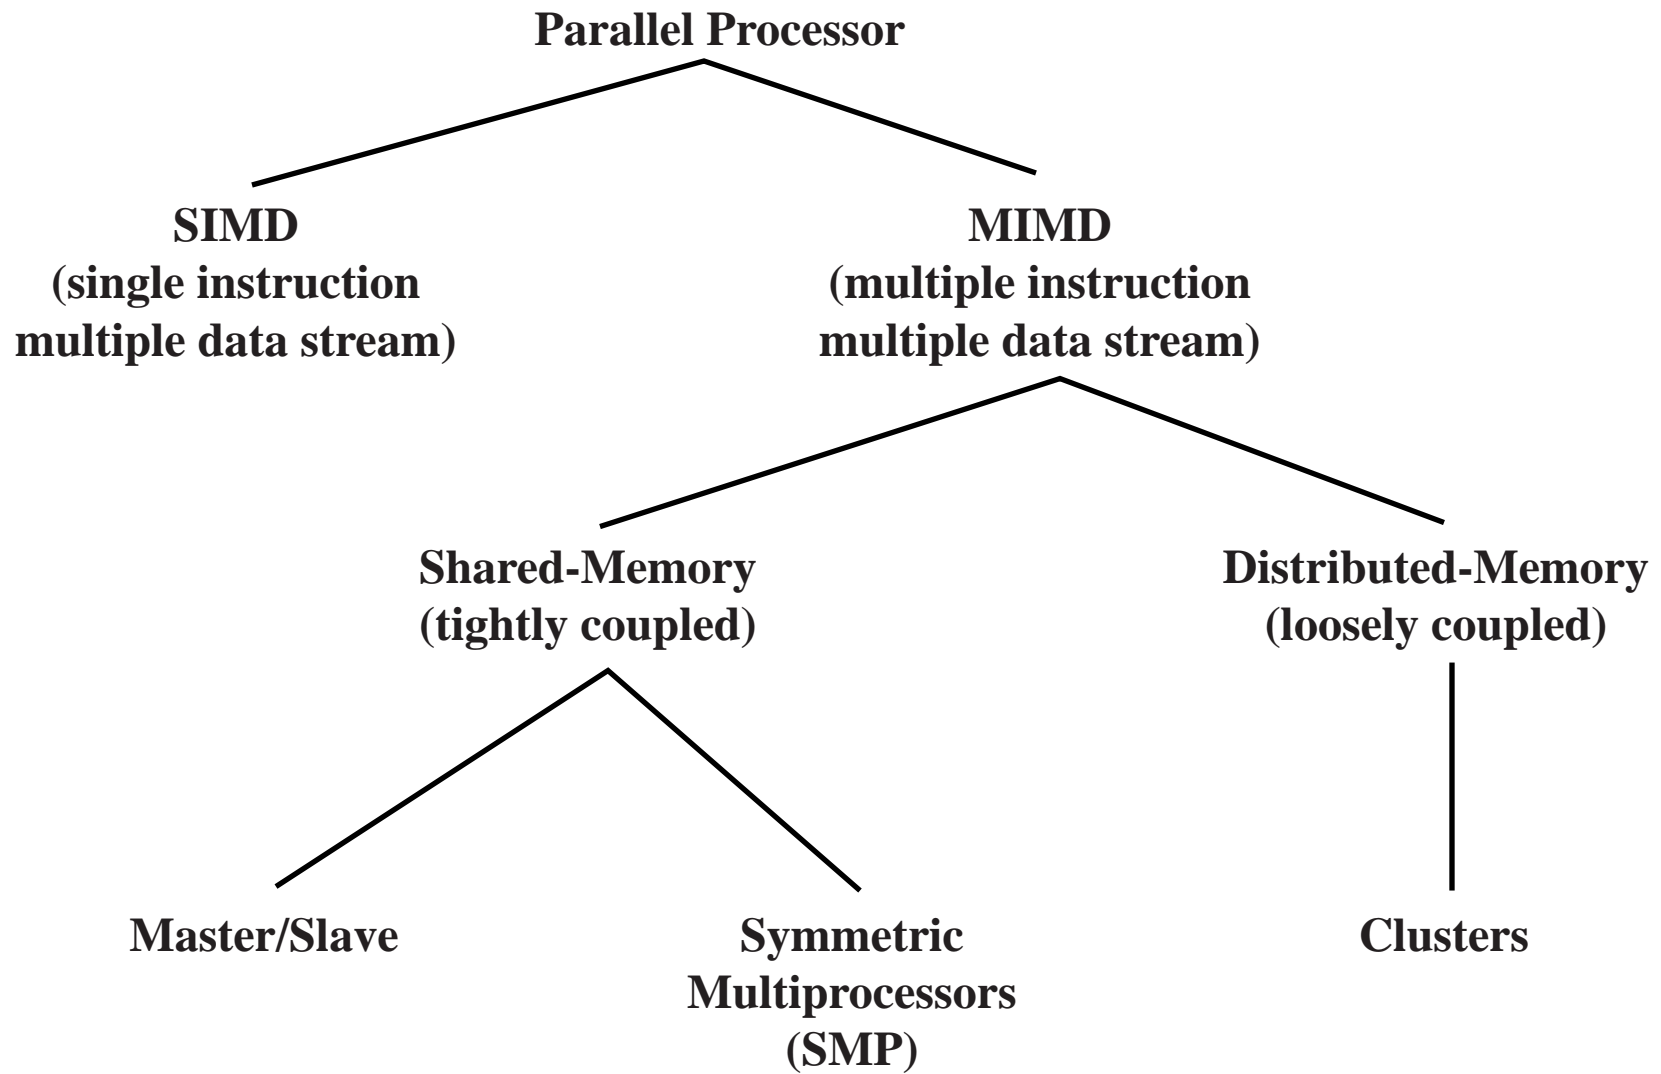 Parallel Processor
SIMD
(single instruction
multiple data stream)
MIMD
(multiple instruction
multiple data stream)
Shared-Memory
(tightly coupled)
Distributed-Memory
(loosely coupled)
Master/Slave
Symmetric
Multiprocessors
(SMP)
Clusters